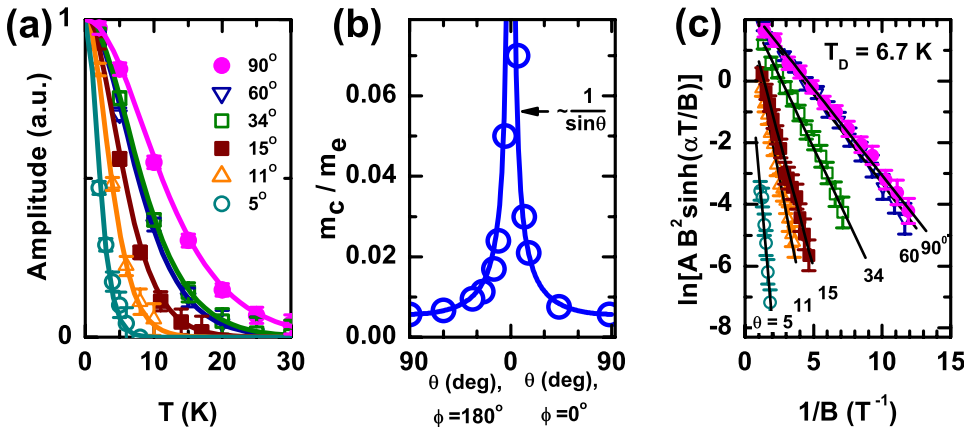 (a)
Amplitude (a.u.)
1
0
90°
60°
34°
15°
11°
5°
0 10 20 30
T (K)
(b)
m_c / m_e
0.06
0.04
0.02
0.00
~ 1/sinθ
90 0 90
θ (deg), θ (deg),
ϕ =180° ϕ =0°
(c)
ln[A B² sinh(αT/B)]
0
-2
-4
-6
-8
T_D = 6.7 K
90°
60
34
15
11
θ = 5
0 5 10 15
1/B (T⁻¹)